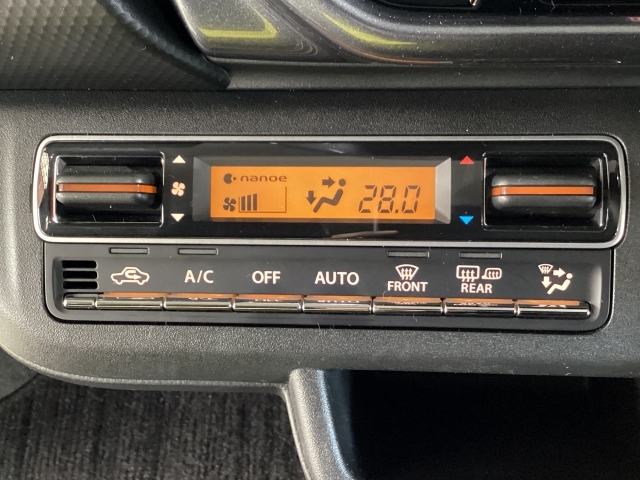 nanoe
28.0
A/C OFF AUTO FRONT REAR